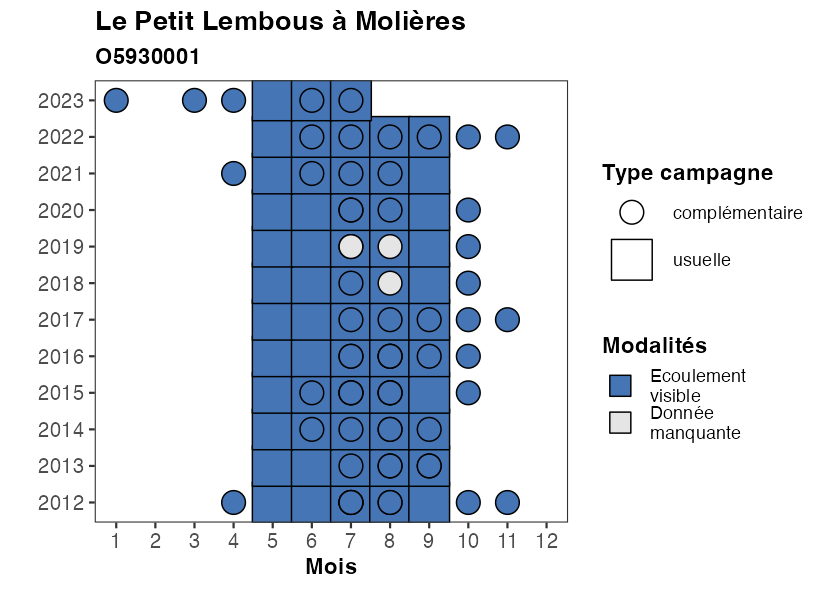 Le Petit Lembous à Molières
O5930001
2023
2022
2021
2020
2019
2018
2017
2016
2015
2014
2013
2012
1 2 3 4 5 6 7 8 9 10 11 12
Mois
Type campagne
complémentaire
usuelle
Modalités
Ecoulement
visible
Donnée
manquante